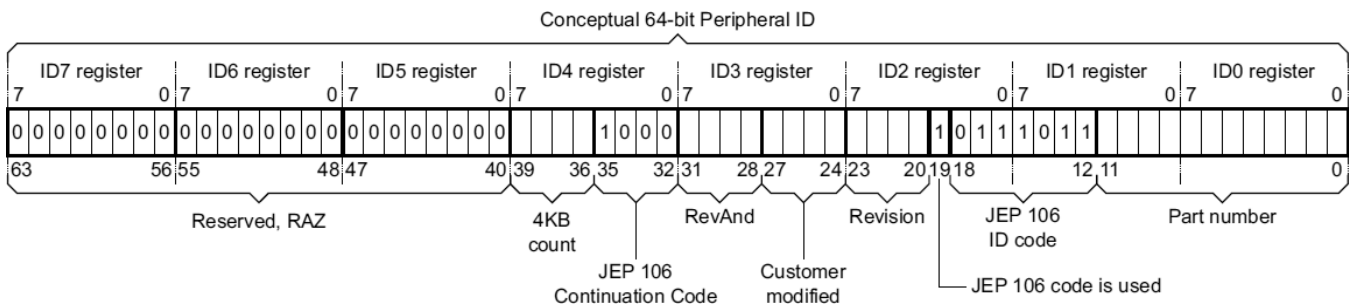 Conceptual 64-bit Peripheral ID
ID7 register ID6 register ID5 register ID4 register ID3 register ID2 register ID1 register ID0 register
7 0 7 0 7 0 7 0 7 0 7 0 7 0 7 0
0 0 0 0 0 0 0 0 0 0 0 0 0 0 0 0 0 0 0 0 0 0 0 0 1 0 0 0 1 0 1 1 1 0 1 1
63 56 55 48 47 40 39 36 35 32 31 28 27 24 23 20 19 18 12 11 0
Reserved, RAZ
4KB
count
JEP 106
Continuation Code
RevAnd
Customer
modified
Revision
JEP 106 code is used
JEP 106
ID code
Part number